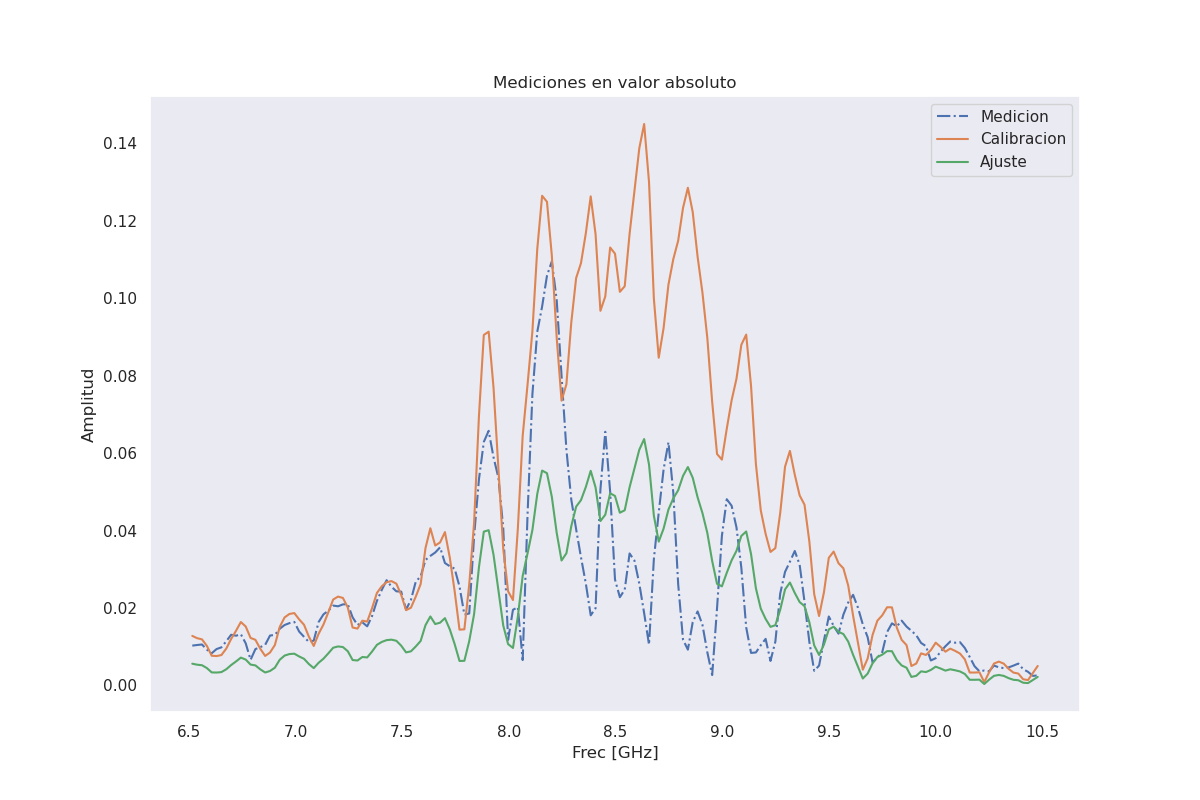 Mediciones en valor absoluto
Medicion
Calibracion
Ajuste
Amplitud
0.14
0.12
0.10
0.08
0.06
0.04
0.02
0.00
6.5 7.0 7.5 8.0 8.5 9.0 9.5 10.0 10.5
Frec [GHz]